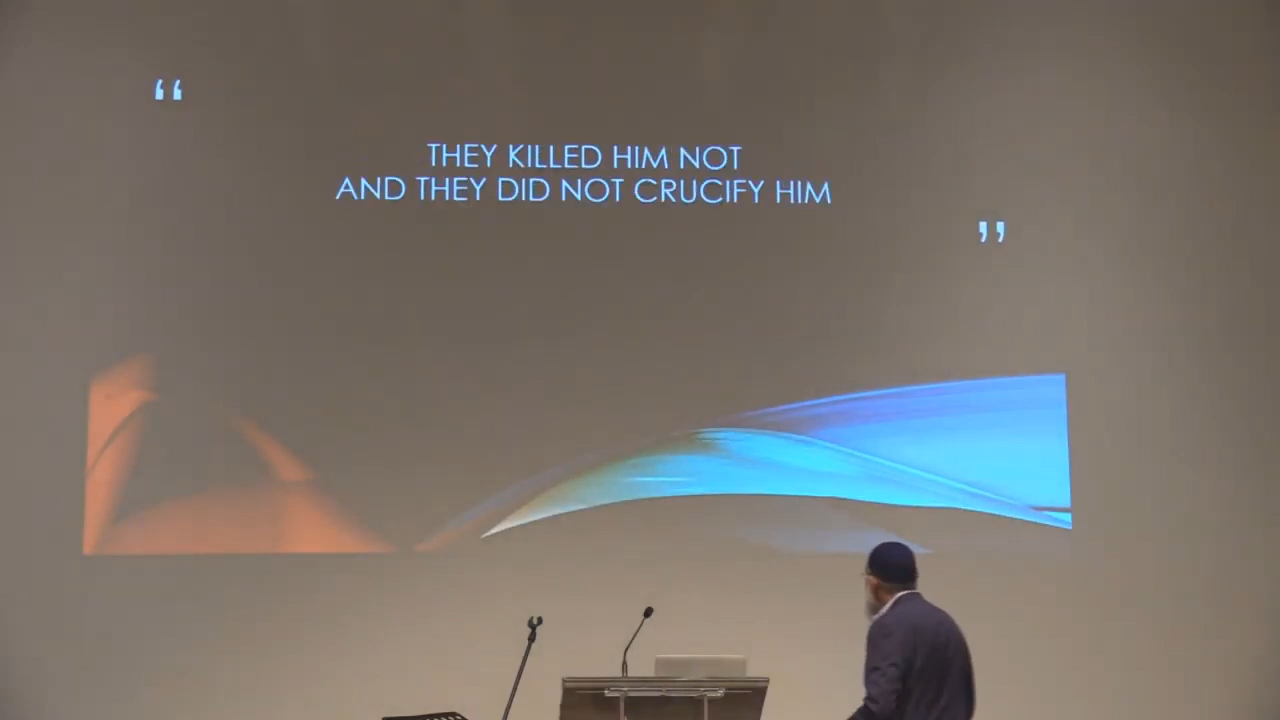 “
THEY KILLED HIM NOT
AND THEY DID NOT CRUCIFY HIM
”